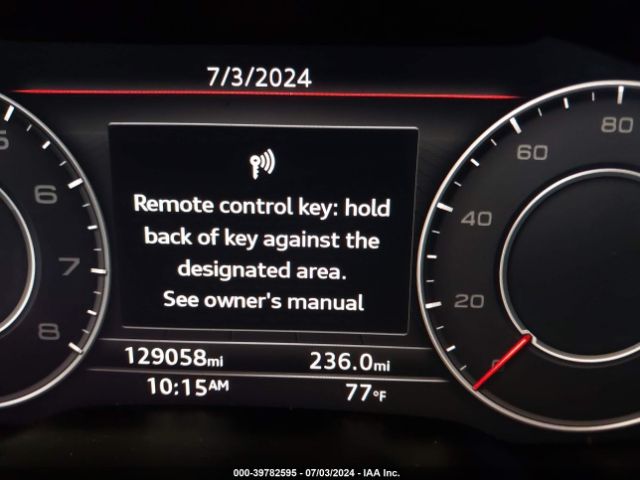 7/3/2024
5
6
7
8
Remote control key: hold
back of key against the
designated area.
See owner's manual
80
60
40
20
129058mi
236.0mi
10:15AM
77°F
000-39782595 - 07/03/2024 - IAA Inc.